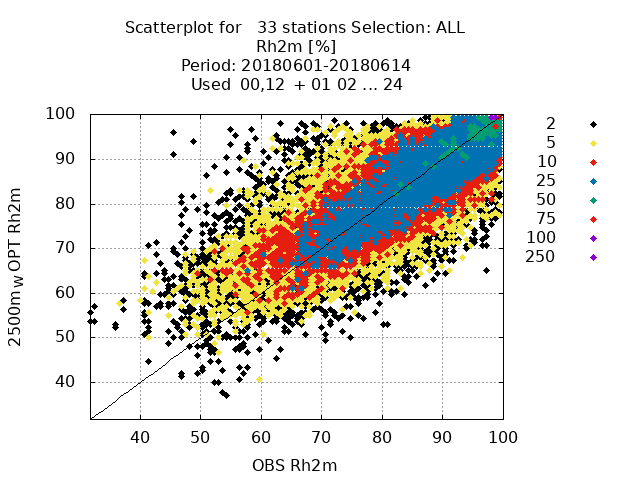 Scatterplot for   33 stations Selection: ALL
Rh2m [%]
Period: 20180601-20180614
Used  00,12  + 01 02 ... 24
2500m_W OPT Rh2m
100
90
80
70
60
50
40
40 50 60 70 80 90 100
OBS Rh2m
2
5
10
25
50
75
100
250